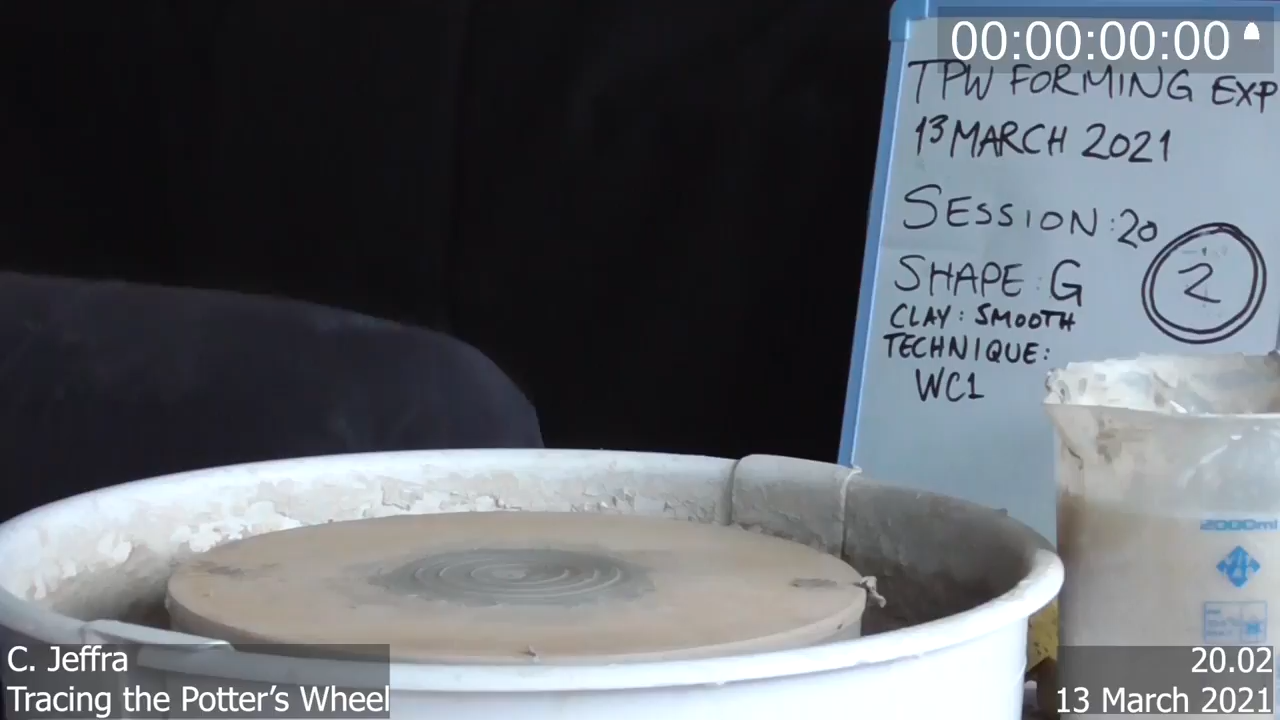 00:00:00:00
TPW FORMING EXP
13 MARCH 2021
SESSION: 20
2
SHAPE: G
CLAY: SMOOTH
TECHNIQUE:
WC1
2000ml
C. Jeffra
Tracing the Potter's Wheel
20.02
13 March 2021